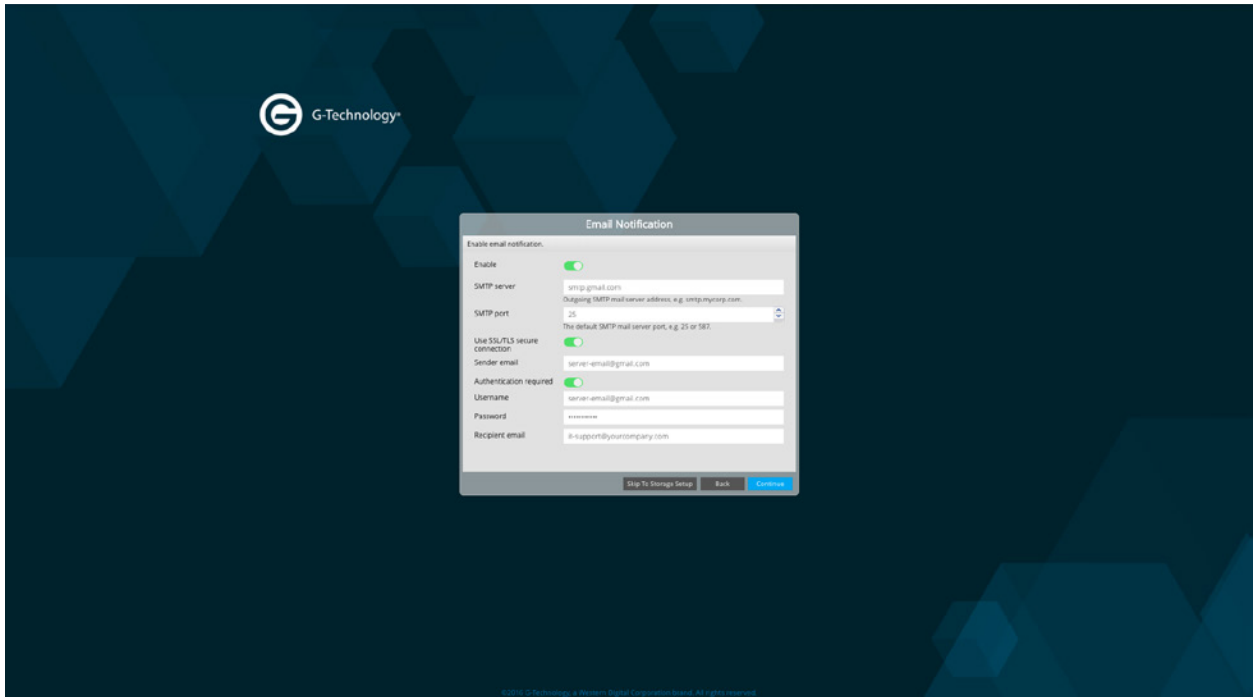 G-Technology®
Email Notification
Enable email notification.
Enable
SMTP server
smtp.gmail.com
Outgoing SMTP mail server address, e.g. smtp.mycorp.com.
SMTP port
25
The default SMTP mail server port, e.g. 25 or 587.
Use SSL/TLS secure
connection
Sender email
server-email@gmail.com
Authentication required
Username
server-email@gmail.com
Password
Recipient email
it-support@yourcompany.com
Skip To Storage Setup
Back
Continue
©2016 G-Technology, a Western Digital Corporation brand. All rights reserved.